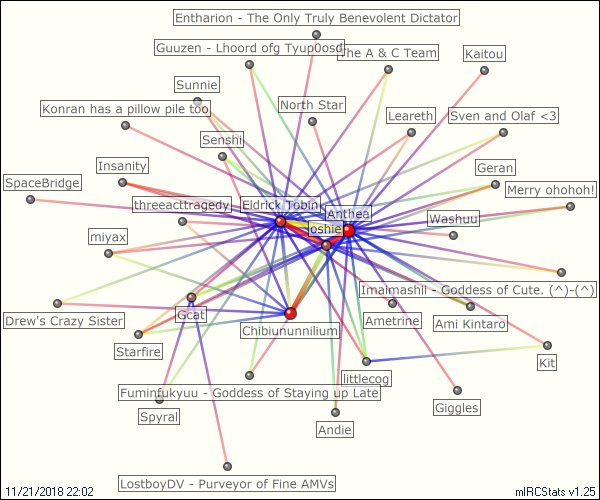 Entharion - The Only Truly Benevolent Dictator
Guuzen - Lhoord ofg Tyup0osd
The A & C Team
Kaitou
Sunnie
Konran has a pillow pile too
North Star
Leareth
Sven and Olaf <3
Senshi
Insanity
Geran
SpaceBridge
Merry ohohoh!
threeacttragedy
Eldrick Tobin
Anthea
Washuu
Joshie
miyax
Imaimashii - Goddess of Cute. (^)-(^)
Drew's Crazy Sister
Gcat
Chibiununnilium
Ametrine
Ami Kintaro
Starfire
Kit
littlecog
Fuminfukyuu - Goddess of Staying up Late
Giggles
Spyral
Andie
LostboyDV - Purveyor of Fine AMVs
11/21/2018 22:02
mIRCStats v1.25